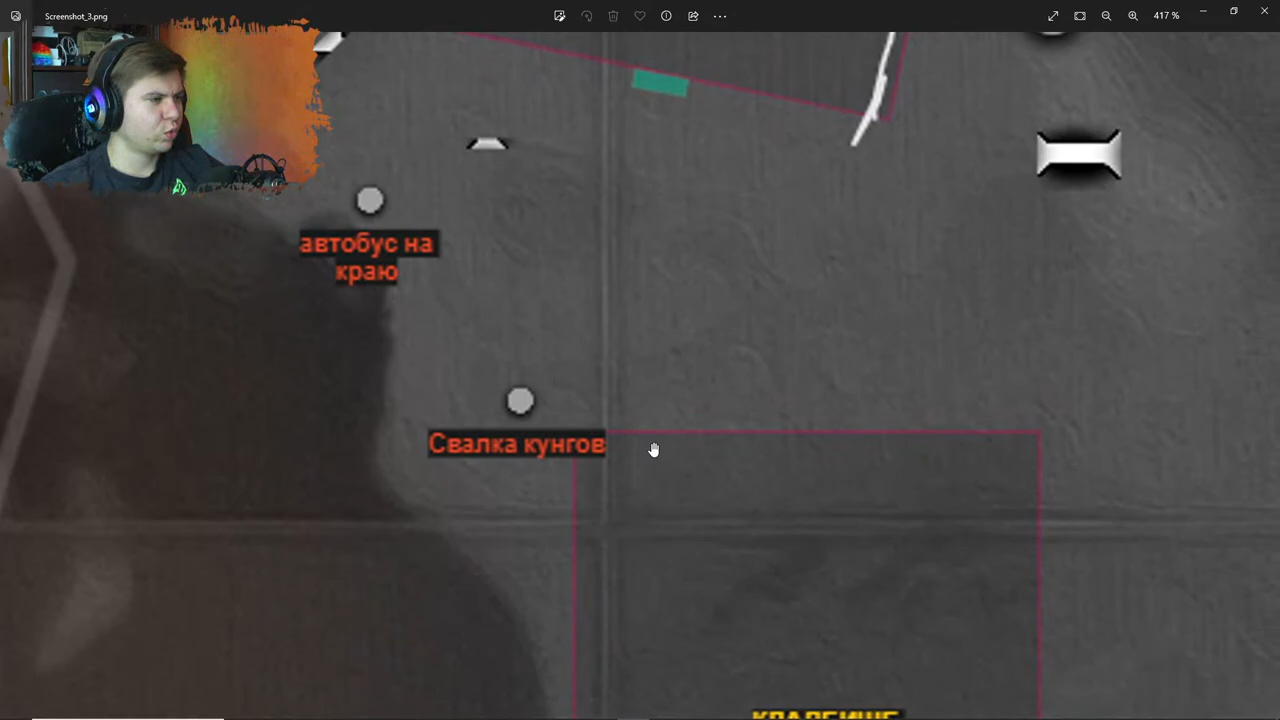 Screenshot_3.png
417 %
автобус на
краю
Свалка кунгов